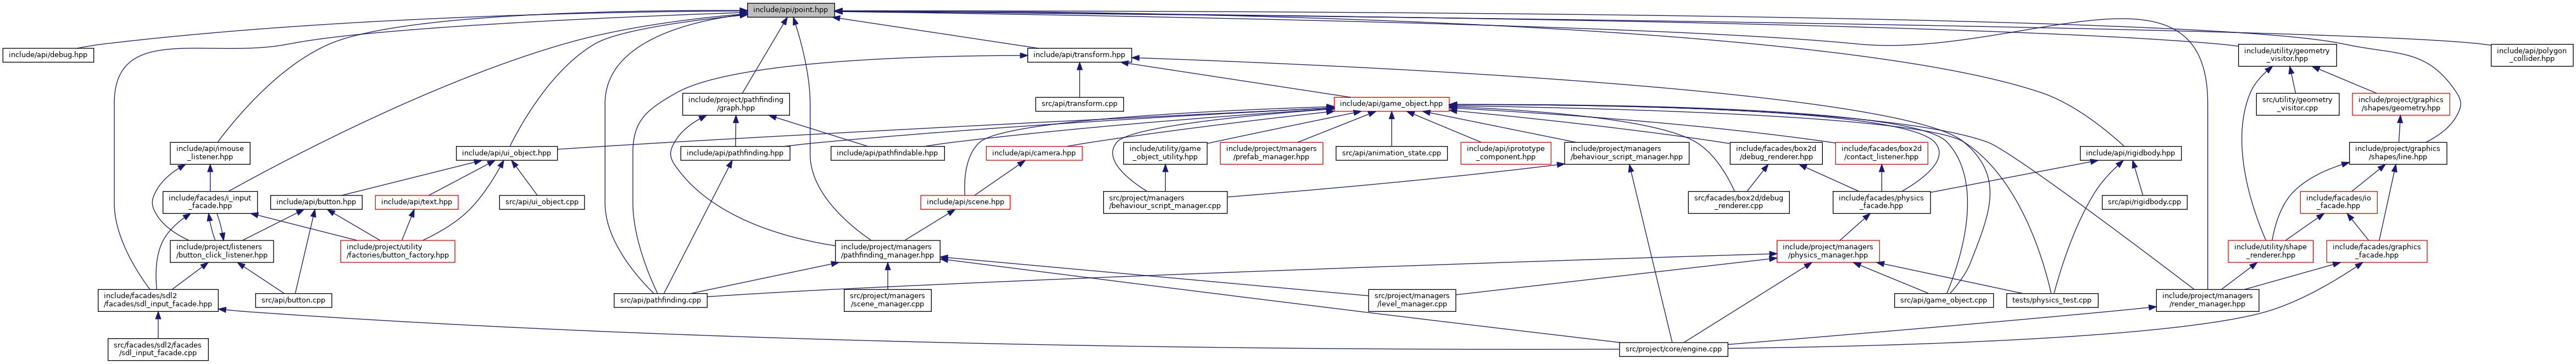 include/api/point.hpp
include/api/debug.hpp
include/api/transform.hpp
include/utility/geometry
_visitor.hpp
include/api/polygon
_collider.hpp
include/project/pathfinding
/graph.hpp
src/api/transform.cpp
include/api/game_object.hpp
src/utility/geometry
_visitor.cpp
include/project/graphics
/shapes/geometry.hpp
include/api/imouse
_listener.hpp
include/api/ui_object.hpp
include/api/pathfinding.hpp
include/api/pathfindable.hpp
include/api/camera.hpp
include/utility/game
_object_utility.hpp
include/project/managers
/prefab_manager.hpp
src/api/animation_state.cpp
include/api/iprototype
_component.hpp
include/project/managers
/behaviour_script_manager.hpp
include/facades/box2d
/debug_renderer.hpp
include/facades/box2d
/contact_listener.hpp
include/api/rigidbody.hpp
include/project/graphics
/shapes/line.hpp
include/facades/i_input
_facade.hpp
include/api/button.hpp
include/api/text.hpp
src/api/ui_object.cpp
include/api/scene.hpp
src/project/managers
/behaviour_script_manager.cpp
src/facades/box2d/debug
_renderer.cpp
include/facades/physics
_facade.hpp
src/api/rigidbody.cpp
include/facades/io
_facade.hpp
include/project/listeners
/button_click_listener.hpp
include/project/utility
/factories/button_factory.hpp
include/project/managers
/pathfinding_manager.hpp
include/project/managers
/physics_manager.hpp
include/utility/shape
_renderer.hpp
include/facades/graphics
_facade.hpp
include/facades/sdl2
/facades/sdl_input_facade.hpp
src/api/button.cpp
src/api/pathfinding.cpp
src/project/managers
/scene_manager.cpp
src/project/managers
/level_manager.cpp
src/api/game_object.cpp
tests/physics_test.cpp
include/project/managers
/render_manager.hpp
src/facades/sdl2/facades
/sdl_input_facade.cpp
src/project/core/engine.cpp